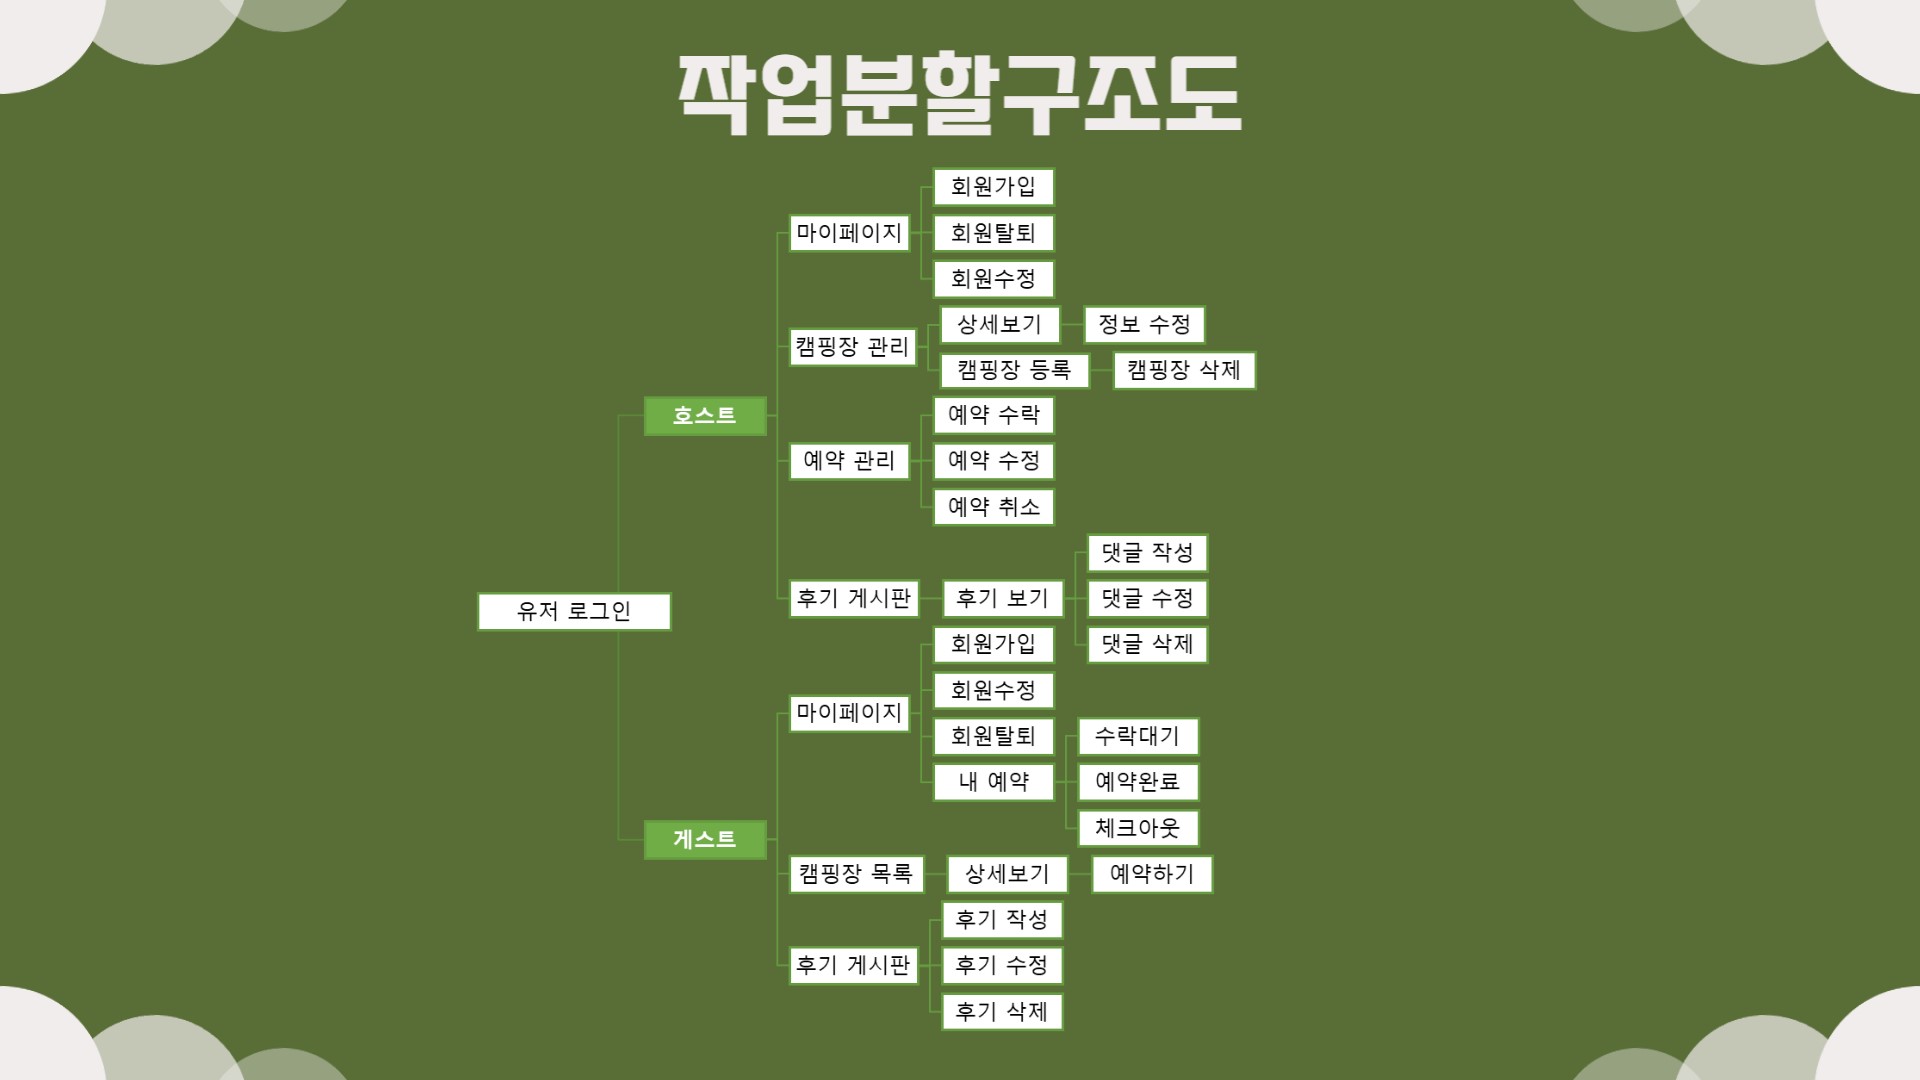 작업분할구조도
유저 로그인
호스트
마이페이지
회원가입
회원탈퇴
회원수정
캠핑장 관리
상세보기
정보 수정
캠핑장 등록
캠핑장 삭제
예약 관리
예약 수락
예약 수정
예약 취소
후기 게시판
후기 보기
댓글 작성
댓글 수정
댓글 삭제
게스트
마이페이지
회원가입
회원수정
회원탈퇴
내 예약
수락대기
예약완료
체크아웃
캠핑장 목록
상세보기
예약하기
후기 게시판
후기 작성
후기 수정
후기 삭제